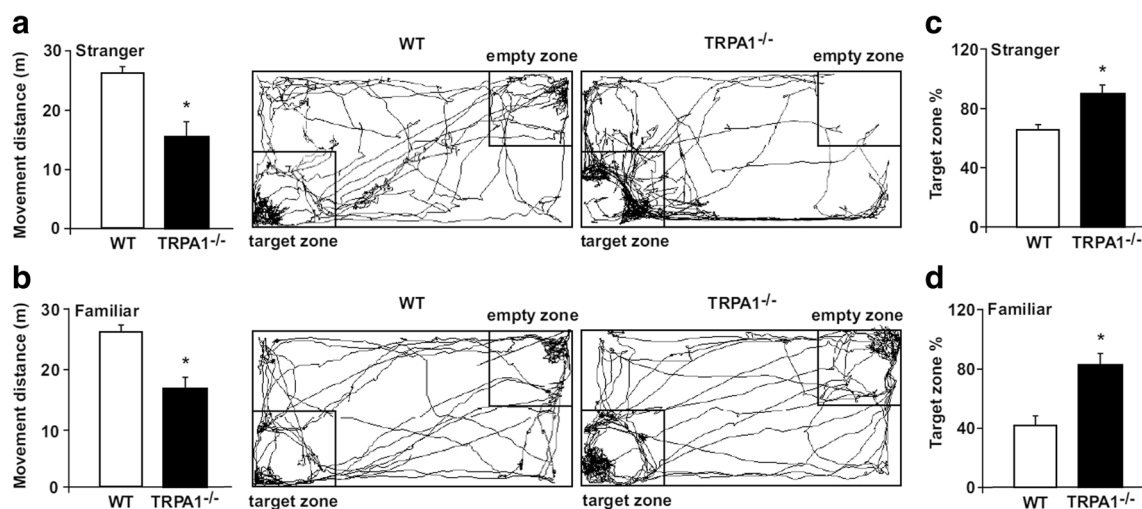 a
Movement distance (m)
30
20
10
0
Stranger
*
WT
TRPA1-/-
WT
empty zone
target zone
TRPA1-/-
empty zone
target zone
c
Target zone %
120
80
40
0
Stranger
*
WT
TRPA1-/-
b
Movement distance (m)
30
20
10
0
Familiar
*
WT
TRPA1-/-
WT
empty zone
target zone
TRPA1-/-
empty zone
target zone
d
Target zone %
120
80
40
0
Familiar
*
WT
TRPA1-/-